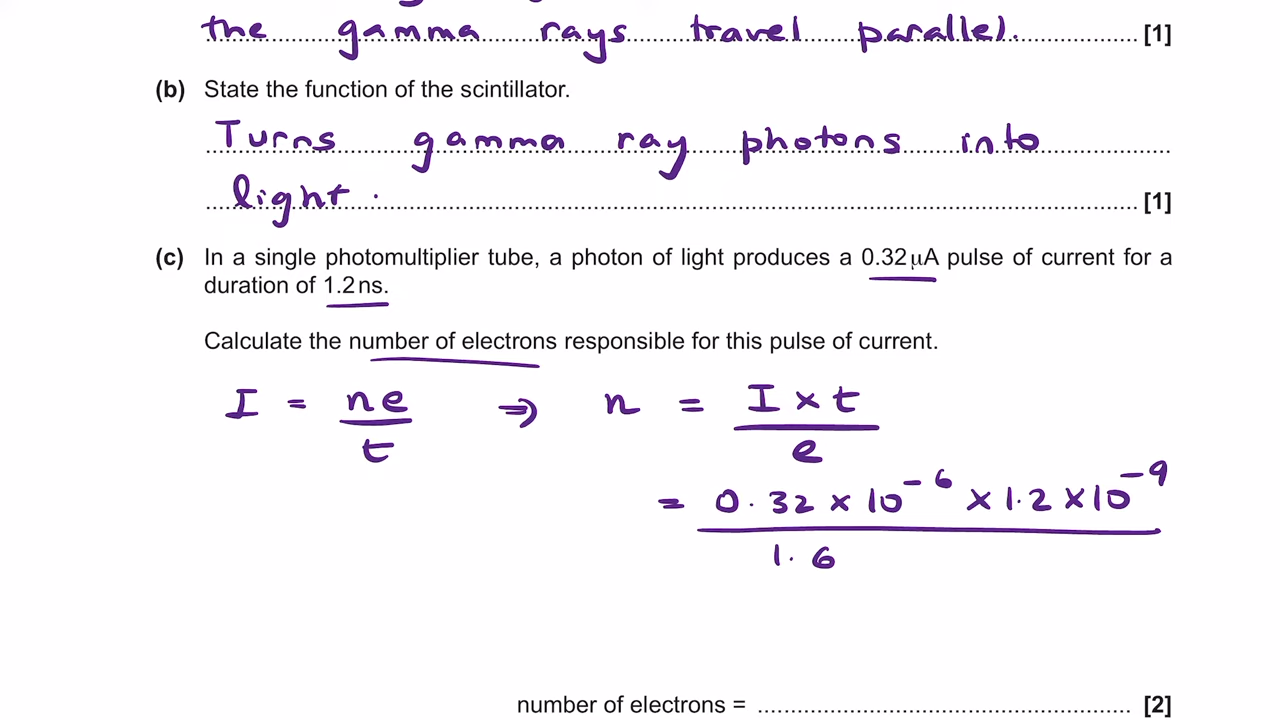 the gamma rays travel parallel. [1]
(b) State the function of the scintillator.
Turns gamma ray photons into
light. [1]
(c) In a single photomultiplier tube, a photon of light produces a 0.32 μA pulse of current for a
duration of 1.2 ns.
Calculate the number of electrons responsible for this pulse of current.
I = ne/t ⇒ n = I × t/e
= 0.32 × 10⁻⁶ × 1.2 × 10⁻⁹
1.6
number of electrons = .................................................. [2]